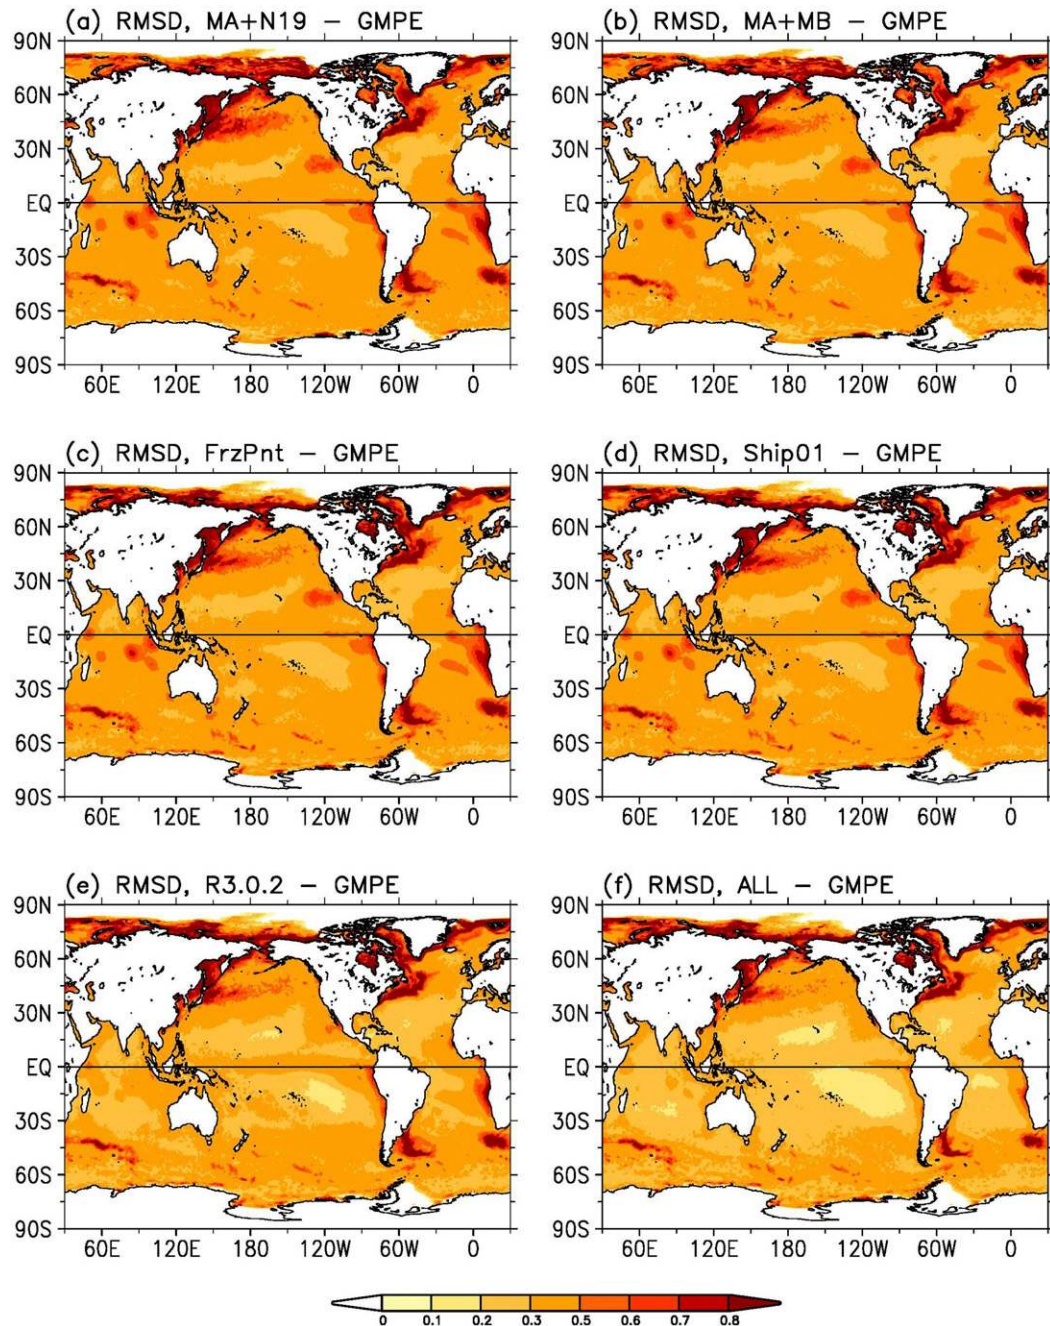 (a) RMSD, MA+N19 – GMPE
(b) RMSD, MA+MB – GMPE
90N
60N
30N
EQ
30S
60S
90S
60E 120E 180 120W 60W 0
90N
60N
30N
EQ
30S
60S
90S
60E 120E 180 120W 60W 0
(c) RMSD, FrzPnt – GMPE
(d) RMSD, Ship01 – GMPE
90N
60N
30N
EQ
30S
60S
90S
60E 120E 180 120W 60W 0
90N
60N
30N
EQ
30S
60S
90S
60E 120E 180 120W 60W 0
(e) RMSD, R3.0.2 – GMPE
(f) RMSD, ALL – GMPE
90N
60N
30N
EQ
30S
60S
90S
60E 120E 180 120W 60W 0
90N
60N
30N
EQ
30S
60S
90S
60E 120E 180 120W 60W 0
0 0.1 0.2 0.3 0.5 0.6 0.7 0.8